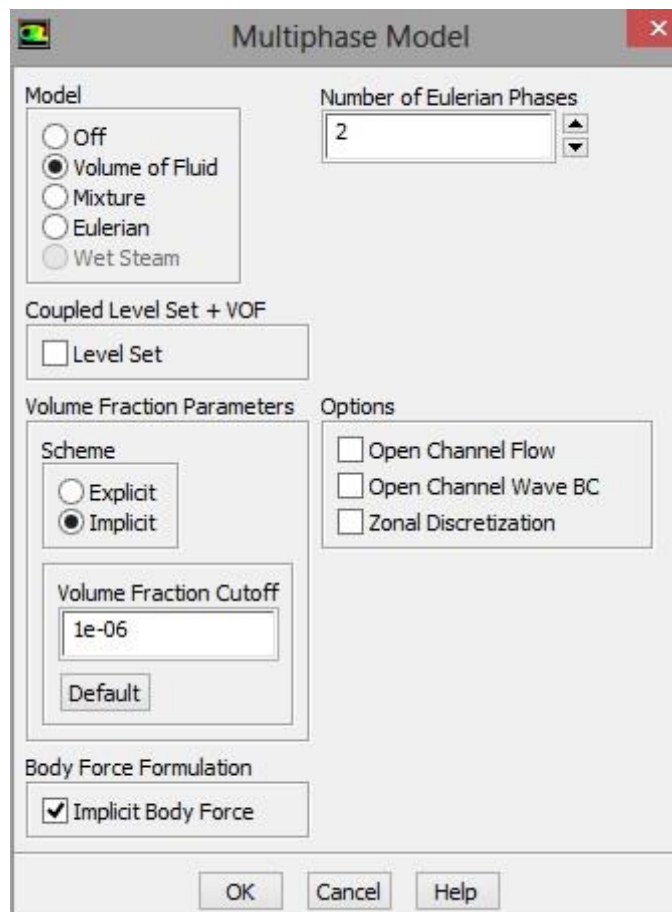 Multiphase Model
Model
Off
Volume of Fluid
Mixture
Eulerian
Wet Steam
Number of Eulerian Phases
2
Coupled Level Set + VOF
Level Set
Volume Fraction Parameters
Scheme
Explicit
Implicit
Volume Fraction Cutoff
1e-06
Default
Options
Open Channel Flow
Open Channel Wave BC
Zonal Discretization
Body Force Formulation
Implicit Body Force
OK Cancel Help